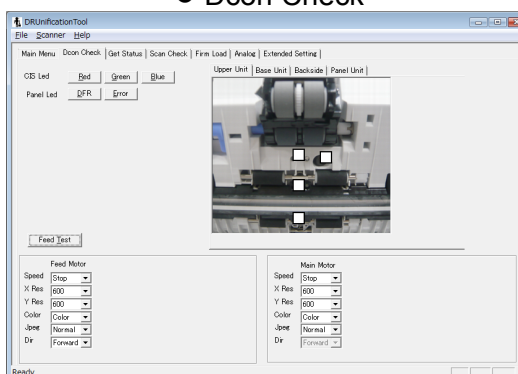 ● Dcon Check
DRUnificationTool
File Scanner Help
Main Menu Dcon Check Get Status Scan Check Firm Load Analog Extended Setting
CIS Led Red Green Blue
Panel Led DFR Error
Upper Unit Base Unit Backside Panel Unit
Feed Test
Feed Motor
Speed Stop
X Res 600
Y Res 600
Color Color
Jpeg Normal
Dir Forward
Main Motor
Speed Stop
X Res 600
Y Res 600
Color Color
Jpeg Normal
Dir Forward
Ready